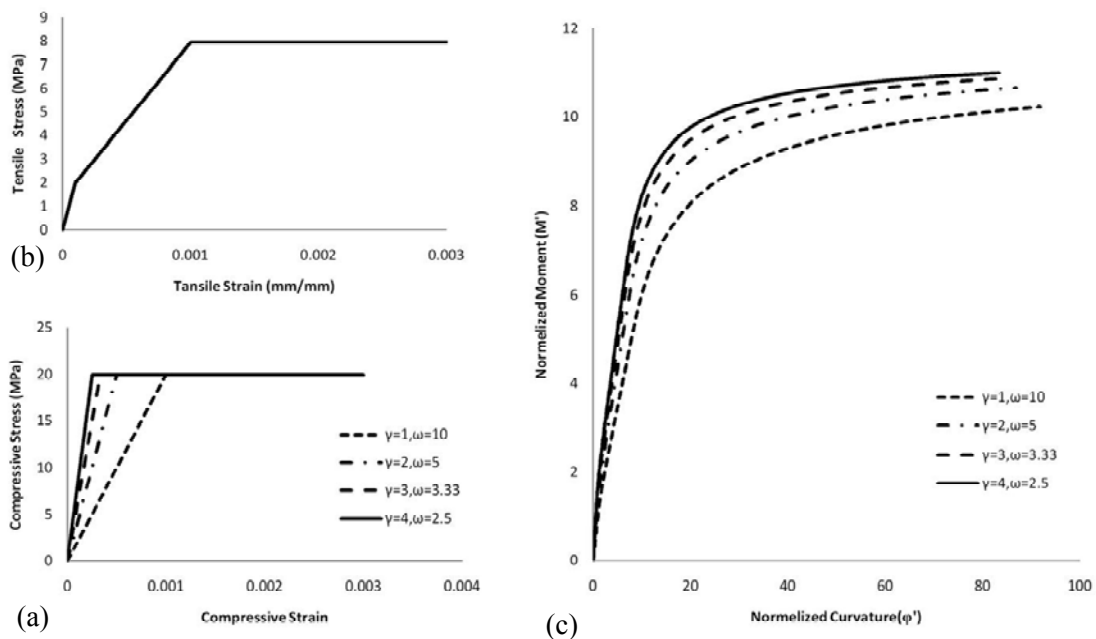 9
8
7
6
5
4
3
2
1
0
Tensile Stress (MPa)
0
0.001
0.002
0.003
(b)
Tansile Strain (mm/mm)
25
20
15
10
5
0
Compressive Stress (MPa)
γ=1,ω=10
γ=2,ω=5
γ=3,ω=3.33
γ=4,ω=2.5
0
0.001
0.002
0.003
0.004
(a)
Compressive Strain
12
10
8
6
4
2
0
Normelized Moment (M')
γ=1,ω=10
γ=2,ω=5
γ=3,ω=3.33
γ=4,ω=2.5
0
20
40
60
80
100
(c)
Normelized Curvature(φ')